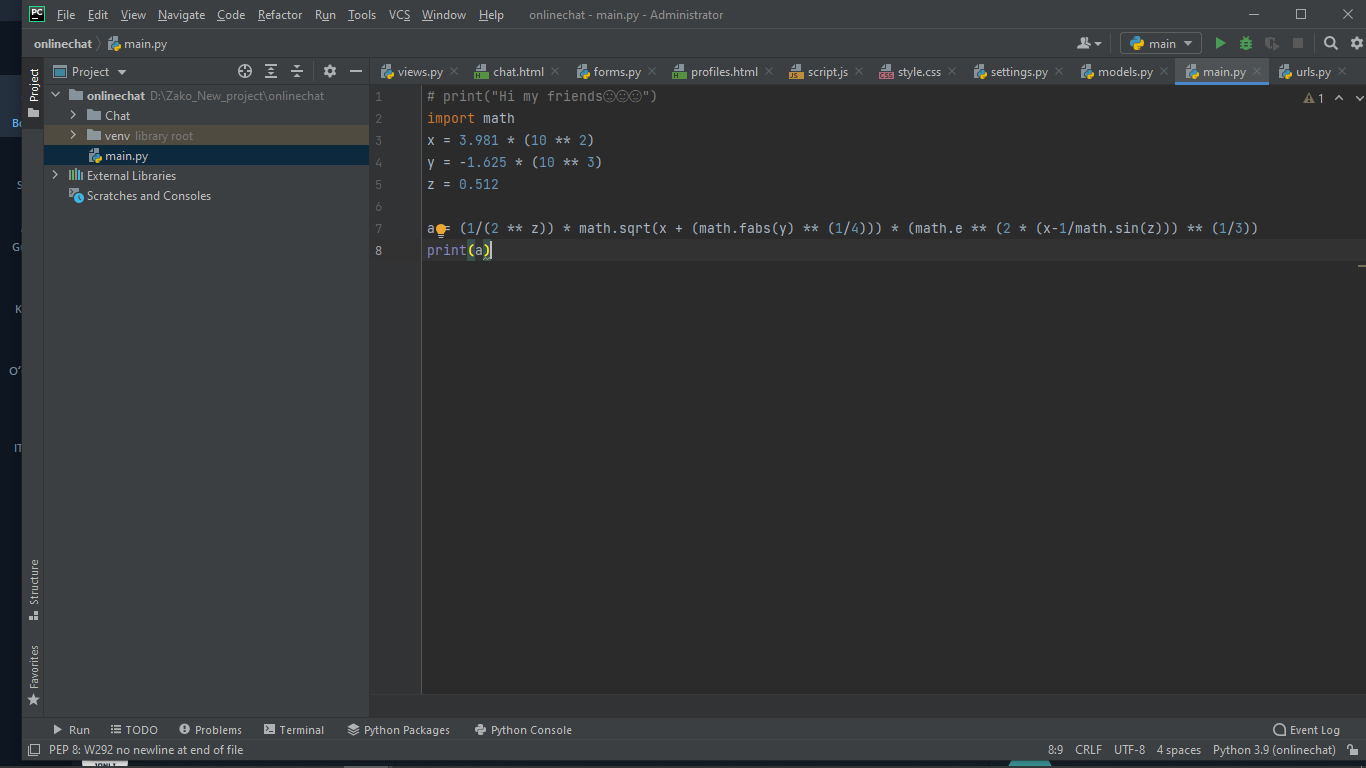 PC File Edit View Navigate Code Refactor Run Tools VCS Window Help onlinechat - main.py - Administrator
onlinechat main.py main
Project views.py chat.html forms.py profiles.html script.js style.css settings.py models.py main.py urls.py
Project
onlinechat D:\Zako_New_project\onlinechat
Chat
venv library root
main.py
External Libraries
Scratches and Consoles
1 # print("Hi my friends😊😊😊")
2 import math
3 x = 3.981 * (10 ** 2)
4 y = -1.625 * (10 ** 3)
5 z = 0.512
6
7 a = (1/(2 ** z)) * math.sqrt(x + (math.fabs(y) ** (1/4))) * (math.e ** (2 * (x-1/math.sin(z))) ** (1/3))
8 print(a)
1
Structure
Favorites
Run TODO Problems Terminal Python Packages Python Console Event Log
PEP 8: W292 no newline at end of file 8:9 CRLF UTF-8 4 spaces Python 3.9 (onlinechat)